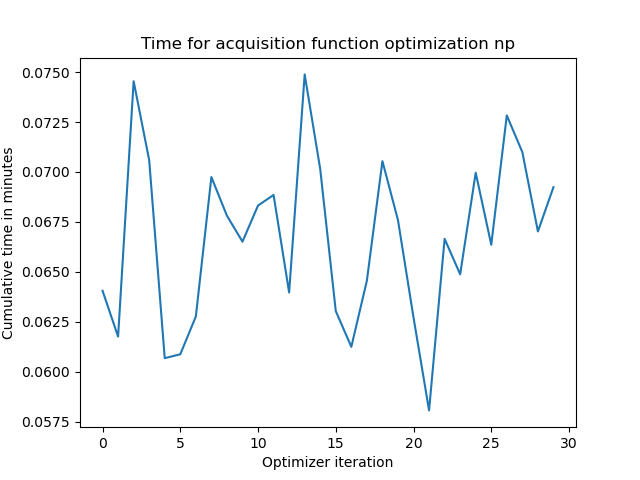 Time for acquisition function optimization np
Cumulative time in minutes
0.0750
0.0725
0.0700
0.0675
0.0650
0.0625
0.0600
0.0575
0 5 10 15 20 25 30
Optimizer iteration